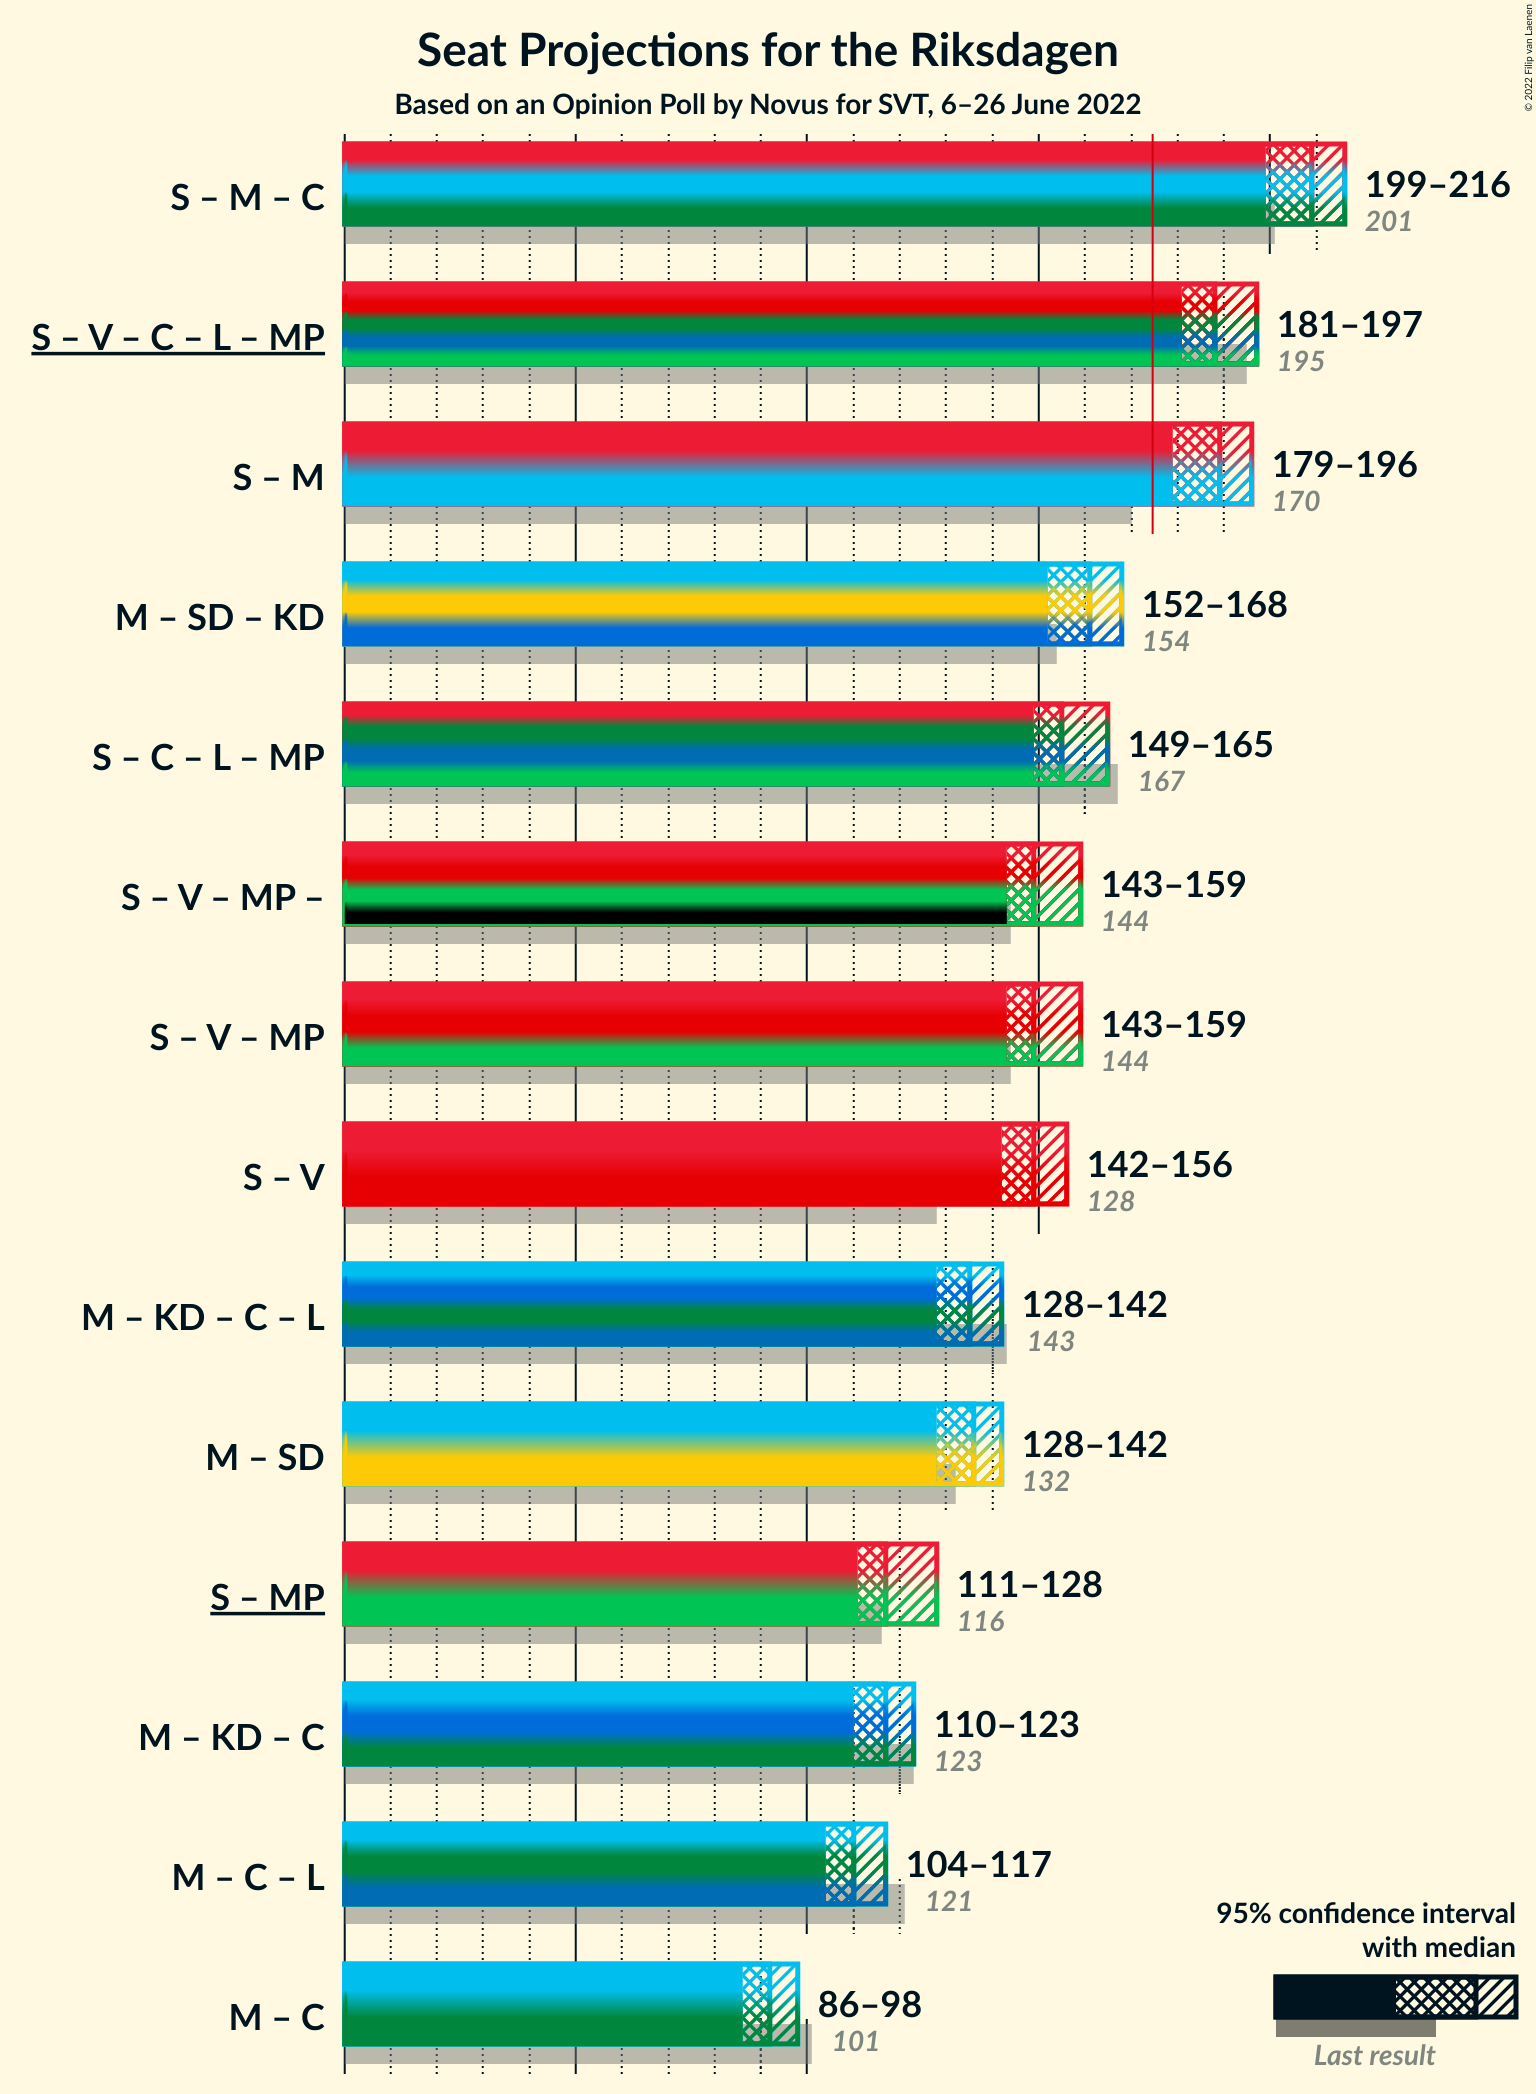 Seat Projections for the Riksdagen
Based on an Opinion Poll by Novus for SVT, 6–26 June 2022
© 2022 Filip van Laenen
S – M – C
199–216
201
S – V – C – L – MP
181–197
195
S – M
179–196
170
M – SD – KD
152–168
154
S – C – L – MP
149–165
167
S – V – MP –
143–159
144
S – V – MP
143–159
144
S – V
142–156
128
M – KD – C – L
128–142
143
M – SD
128–142
132
S – MP
111–128
116
M – KD – C
110–123
123
M – C – L
104–117
121
M – C
86–98
101
95% confidence interval
with median
Last result